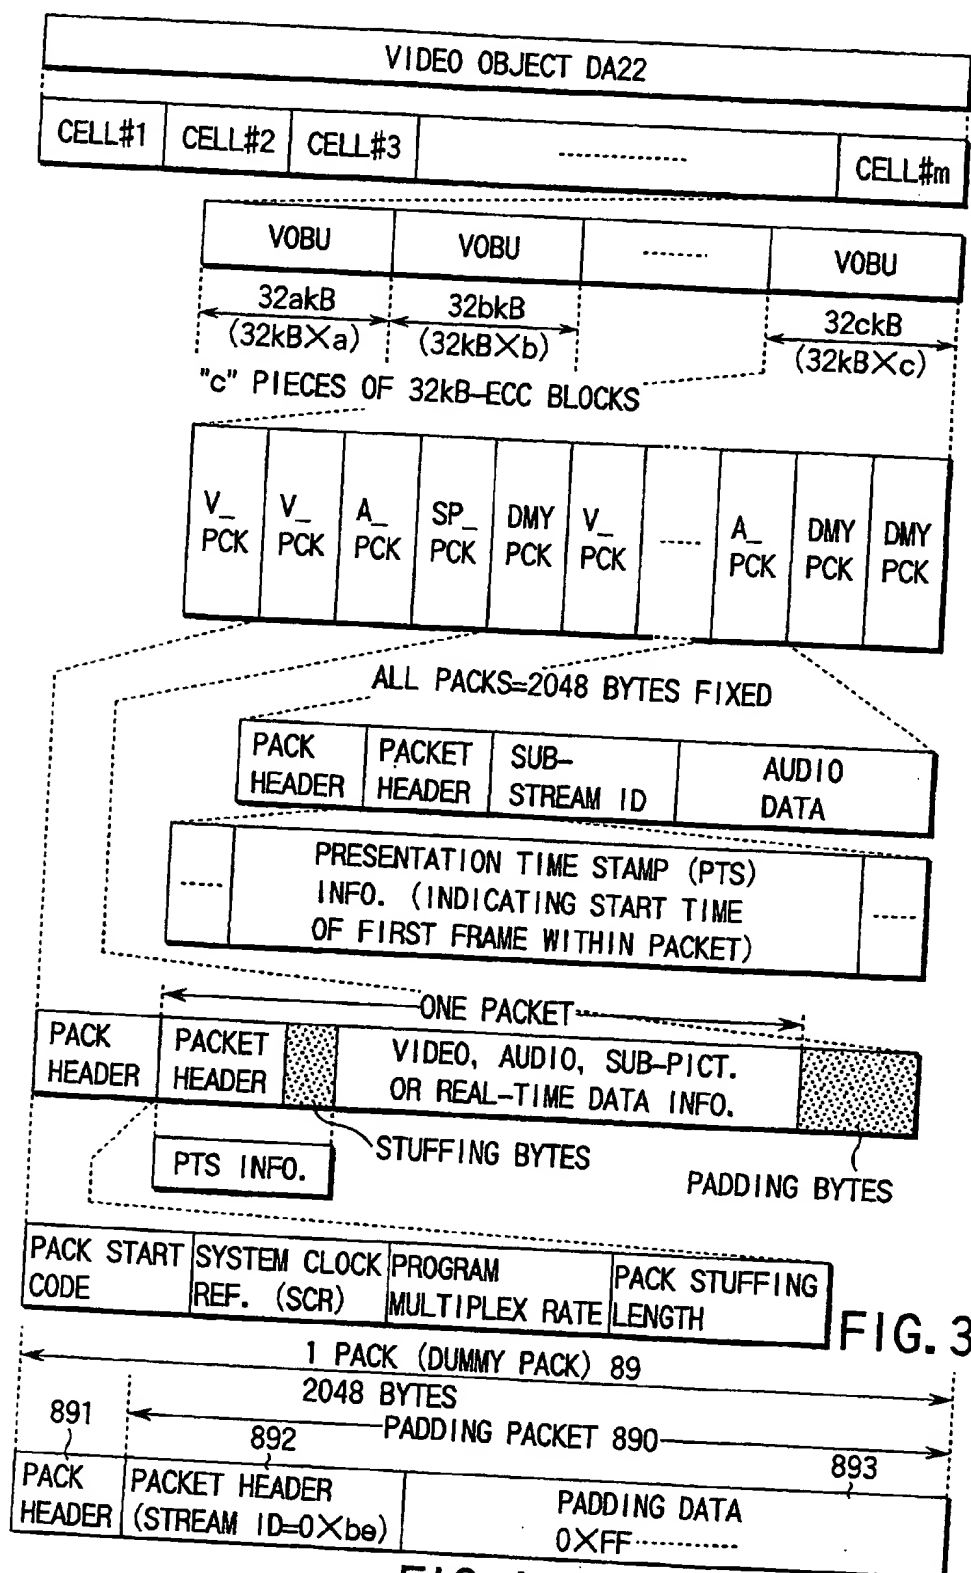 VIDEO OBJECT DA22
CELL#1 CELL#2 CELL#3 ------------ CELL#m
VOBU VOBU ------ VOBU
32akB 32bkB 32ckB
(32kB×a) (32kB×b) (32kB×c)
"c" PIECES OF 32kB-ECC BLOCKS
V_ V_ A_ SP_ DMY V_ ----- A_ DMY DMY
PCK PCK PCK PCK PCK PCK PCK PCK PCK
ALL PACKS=2048 BYTES FIXED
PACK PACKET SUB- AUDIO
HEADER HEADER STREAM ID DATA
PRESENTATION TIME STAMP (PTS)
INFO. (INDICATING START TIME
OF FIRST FRAME WITHIN PACKET)
ONE PACKET
PACK PACKET VIDEO, AUDIO, SUB-PICT.
HEADER HEADER OR REAL-TIME DATA INFO.
STUFFING BYTES
PTS INFO.
PADDING BYTES
PACK START SYSTEM CLOCK PROGRAM PACK STUFFING
CODE REF. (SCR) MULTIPLEX RATE LENGTH
FIG. 3
1 PACK (DUMMY PACK) 89
2048 BYTES
PADDING PACKET 890
891 892 893
PACK PACKET HEADER PADDING DATA
HEADER (STREAM ID=0×be) 0×FF------------